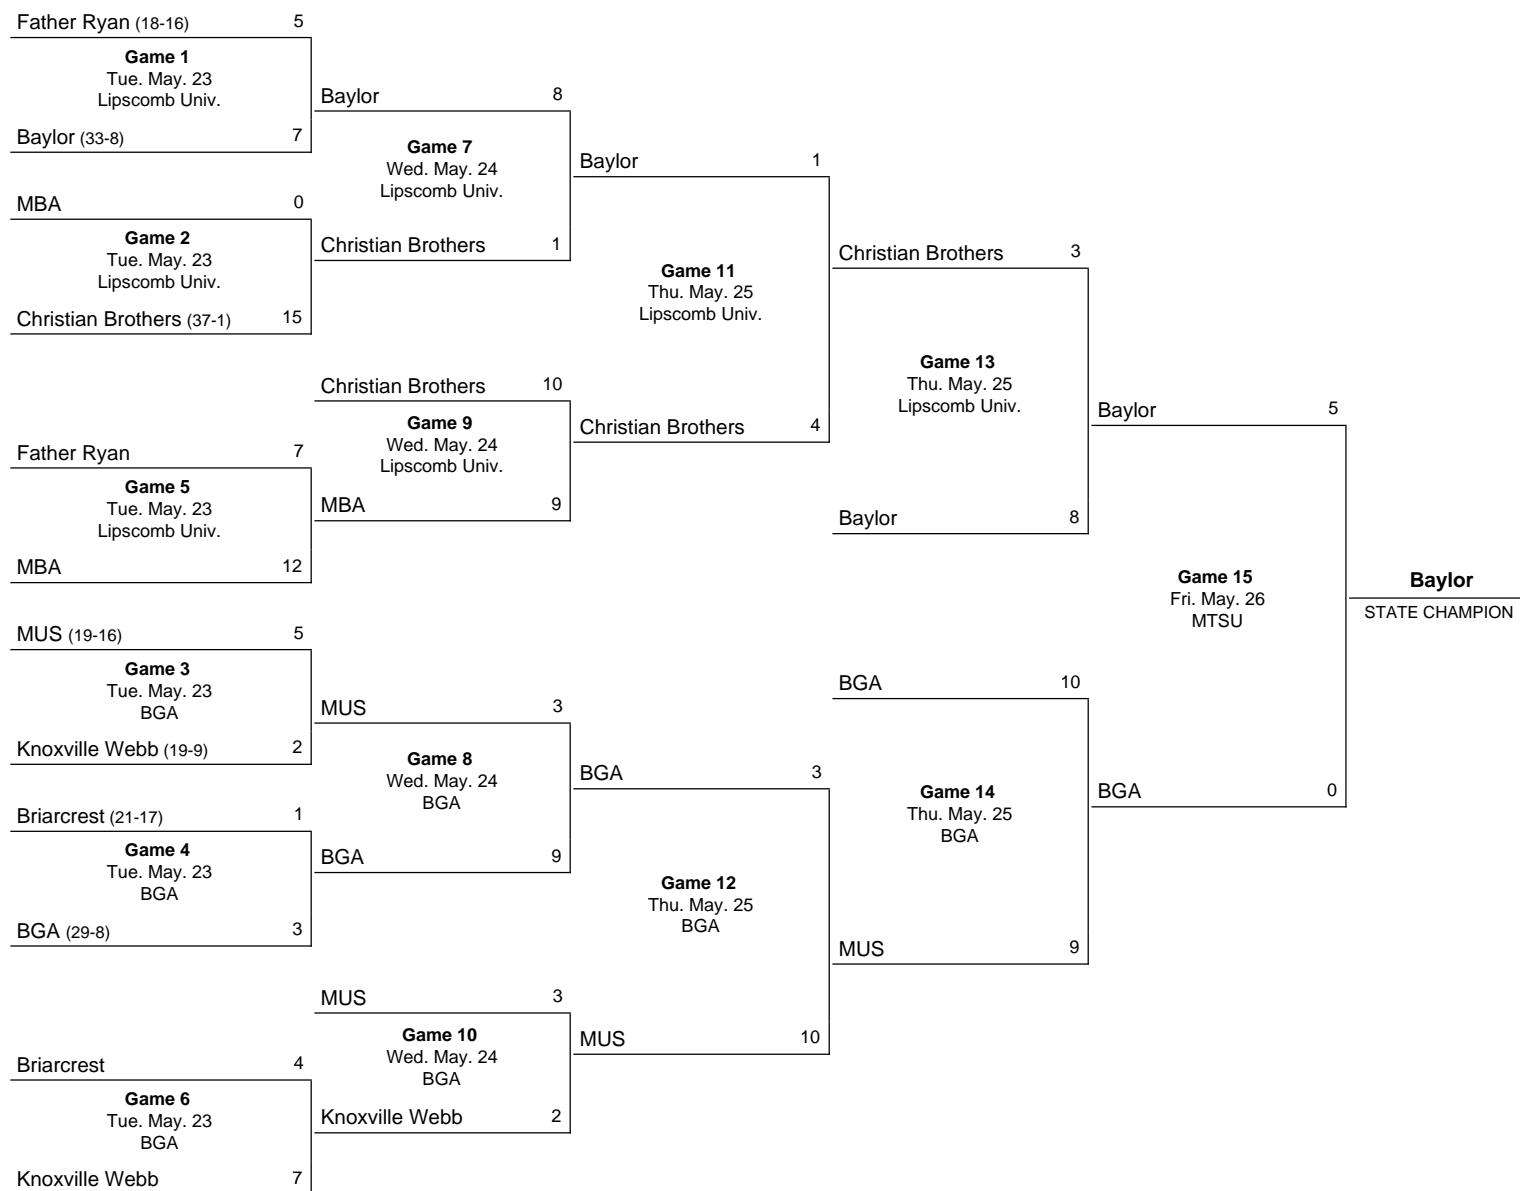 Father Ryan (18-16) 5
Game 1
Tue. May. 23
Lipscomb Univ.
Baylor (33-8) 7
MBA 0
Game 2
Tue. May. 23
Lipscomb Univ.
Christian Brothers (37-1) 15
Father Ryan 7
Game 5
Tue. May. 23
Lipscomb Univ.
MBA 12
MUS (19-16) 5
Game 3
Tue. May. 23
BGA
Knoxville Webb (19-9) 2
Briarcrest (21-17) 1
Game 4
Tue. May. 23
BGA
BGA (29-8) 3
Briarcrest 4
Game 6
Tue. May. 23
BGA
Knoxville Webb 7
Baylor 8
Game 7
Wed. May. 24
Lipscomb Univ.
Christian Brothers 1
Christian Brothers 10
Game 9
Wed. May. 24
Lipscomb Univ.
MBA 9
MUS 3
Game 8
Wed. May. 24
BGA
BGA 9
MUS 3
Game 10
Wed. May. 24
BGA
Knoxville Webb 2
Baylor 1
Game 11
Thu. May. 25
Lipscomb Univ.
Christian Brothers 4
BGA 3
Game 12
Thu. May. 25
BGA
MUS 10
Christian Brothers 3
Game 13
Thu. May. 25
Lipscomb Univ.
Baylor 8
BGA 10
Game 14
Thu. May. 25
BGA
MUS 9
Baylor 5
Game 15
Fri. May. 26
MTSU
BGA 0
Baylor
STATE CHAMPION